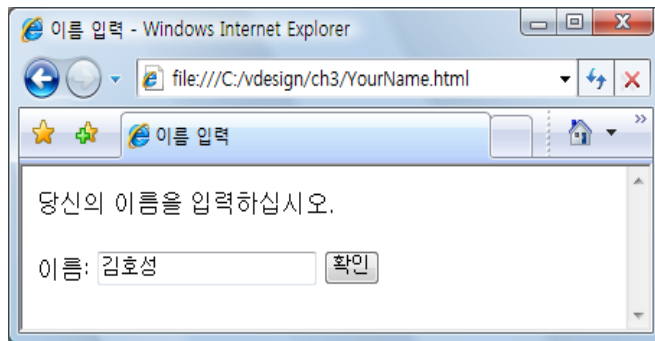 이름 입력 - Windows Internet Explorer
file:///C:/vdesign/ch3/YourName.html
이름 입력
당신의 이름을 입력하십시오.
이름: 김호성 확인